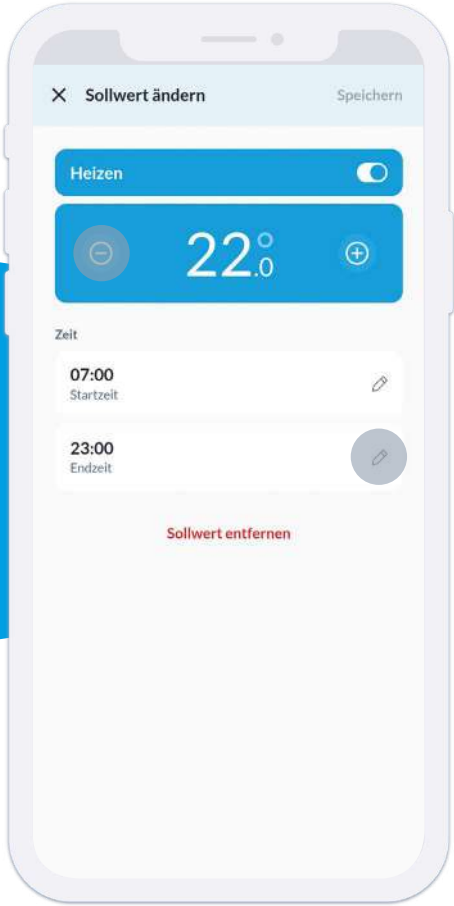 Sollwert ändern Speichern
Heizen
22.0°
Zeit
07:00
Startzeit
23:00
Endzeit
Sollwert entfernen